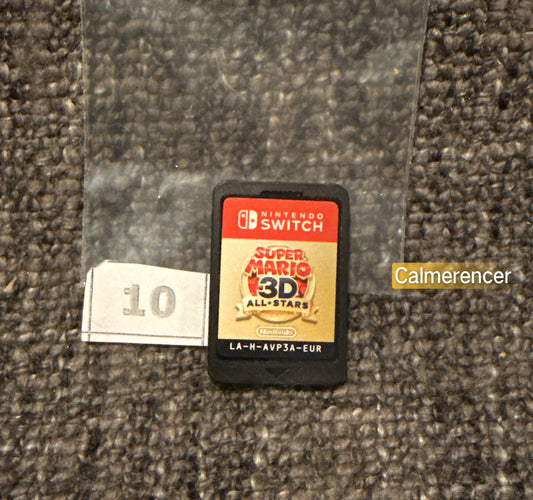 NINTENDO
SWITCH
SUPER
MARIO
3D
ALL★STARS
Nintendo
LA-H-AVP3A-EUR
10
Calmerencer